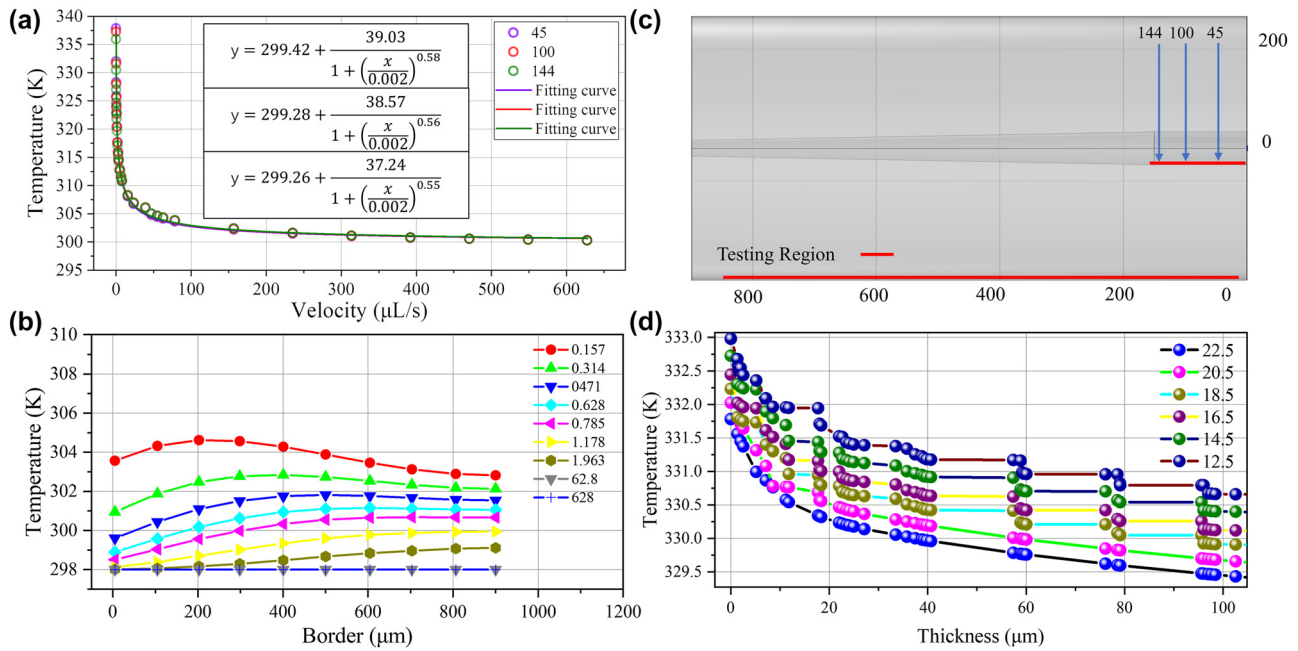 (a)
340
335
330
325
320
315
310
305
300
295
Temperature (K)
0
100
200
300
400
500
600
Velocity (μL/s)
y = 299.42 + 39.03 / 1 + (x/0.002)^0.58
y = 299.28 + 38.57 / 1 + (x/0.002)^0.56
y = 299.26 + 37.24 / 1 + (x/0.002)^0.55
45
100
144
Fitting curve
Fitting curve
Fitting curve
(c)
144 100 45
200
0
Testing Region
800 600 400 200 0
(b)
310
308
306
304
302
300
298
Temperature (K)
0 200 400 600 800 1000 1200
Border (μm)
0.157
0.314
0471
0.628
0.785
1.178
1.963
62.8
628
(d)
333.0
332.5
332.0
331.5
331.0
330.5
330.0
329.5
Temperature (K)
0 20 40 60 80 100
Thickness (μm)
22.5
20.5
18.5
16.5
14.5
12.5